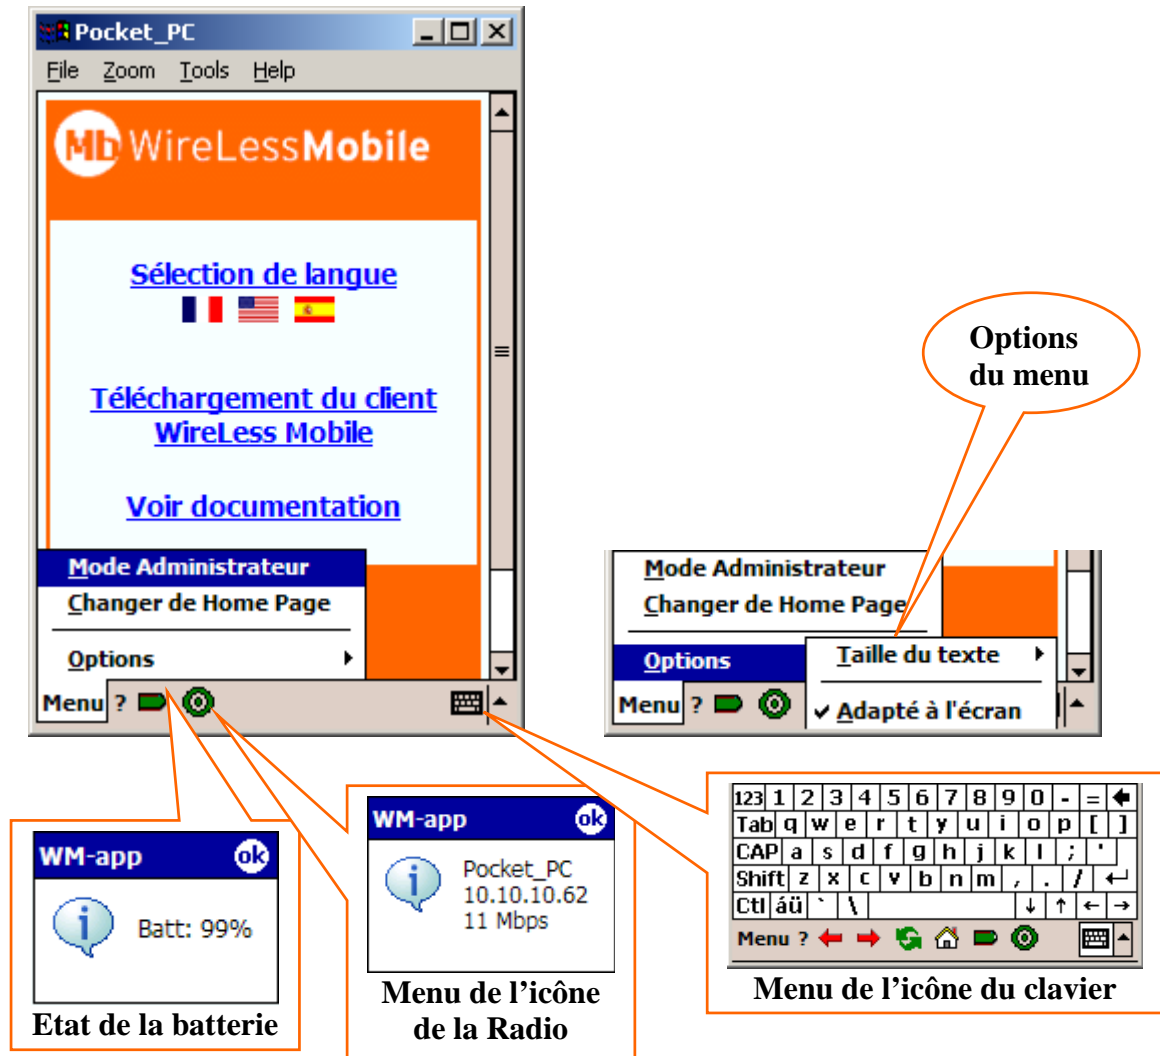 Pocket_PC
File Zoom Tools Help
Mb WireLessMobile
Sélection de langue
Téléchargement du client
WireLess Mobile
Voir documentation
Mode Administrateur
Changer de Home Page
Options
Menu ?
Options
du menu
Mode Administrateur
Changer de Home Page
Options
Taille du texte
Adapté à l'écran
Menu ?
WM-app ok
Batt: 99%
Etat de la batterie
WM-app ok
Pocket_PC
10.10.10.62
11 Mbps
Menu de l’icône
de la Radio
123 1 2 3 4 5 6 7 8 9 0 - = 🡄
Tab q w e r t y u i o p [ ]
CAP a s d f g h j k l ; '
Shift z x c v b n m , . / ↵
Ctl áü ` \ ↓ ↑ ← →
Menu ?
Menu de l’icône du clavier